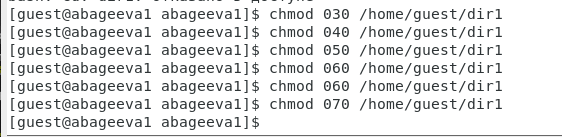 [guest@abageeva1 abageeva1]$ chmod 030 /home/guest/dir1
[guest@abageeva1 abageeva1]$ chmod 040 /home/guest/dir1
[guest@abageeva1 abageeva1]$ chmod 050 /home/guest/dir1
[guest@abageeva1 abageeva1]$ chmod 060 /home/guest/dir1
[guest@abageeva1 abageeva1]$ chmod 060 /home/guest/dir1
[guest@abageeva1 abageeva1]$ chmod 070 /home/guest/dir1
[guest@abageeva1 abageeva1]$